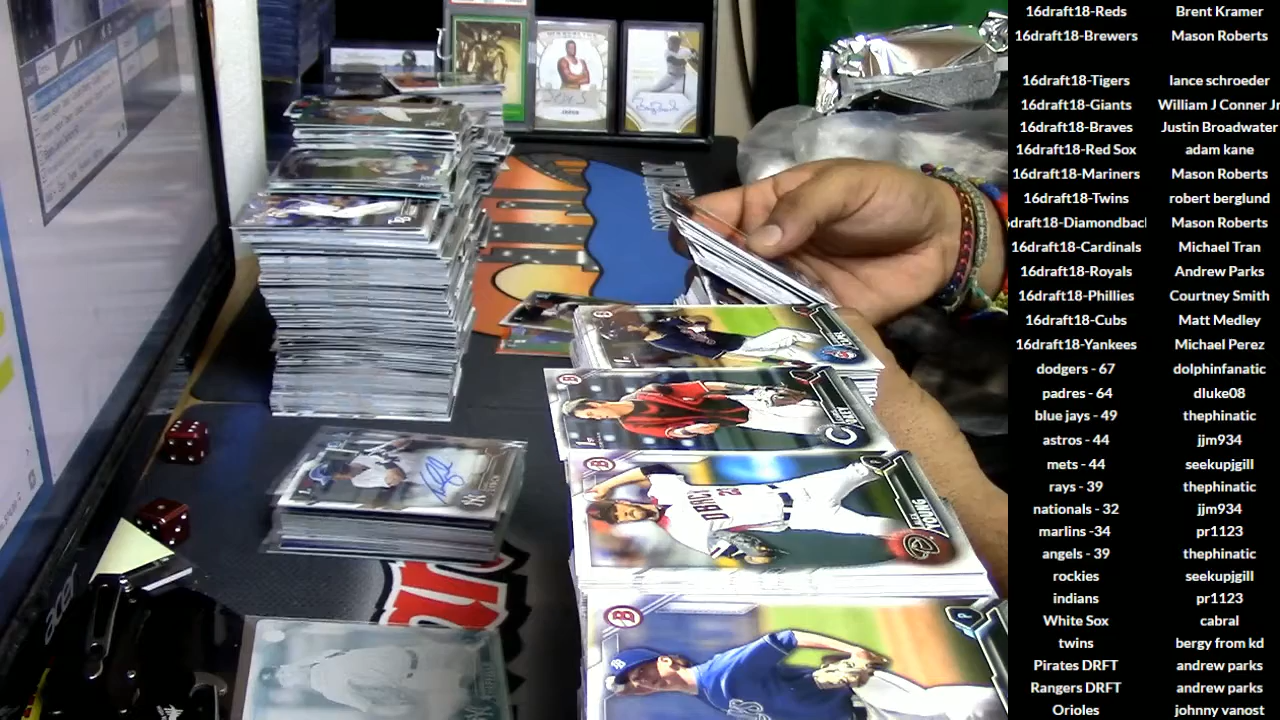 16draft18-Reds Brent Kramer
16draft18-Brewers Mason Roberts
16draft18-Tigers lance schroeder
16draft18-Giants William J Conner Jr
16draft18-Braves Justin Broadwater
16draft18-Red Sox adam kane
16draft18-Mariners Mason Roberts
16draft18-Twins robert berglund
draft18-Diamondback Mason Roberts
16draft18-Cardinals Michael Tran
16draft18-Royals Andrew Parks
16draft18-Phillies Courtney Smith
16draft18-Cubs Matt Medley
16draft18-Yankees Michael Perez
dodgers - 67 dolphinfanatic
padres - 64 dluke08
blue jays - 49 thephinatic
astros - 44 jjm934
mets - 44 seekupjgill
rays - 39 thephinatic
nationals - 32 jjm934
marlins -34 pr1123
angels - 39 thephinatic
rockies seekupjgill
indians pr1123
White Sox cabral
twins bergy from kd
Pirates DRFT andrew parks
Rangers DRFT andrew parks
Orioles johnny vanost
YOUNG
acer